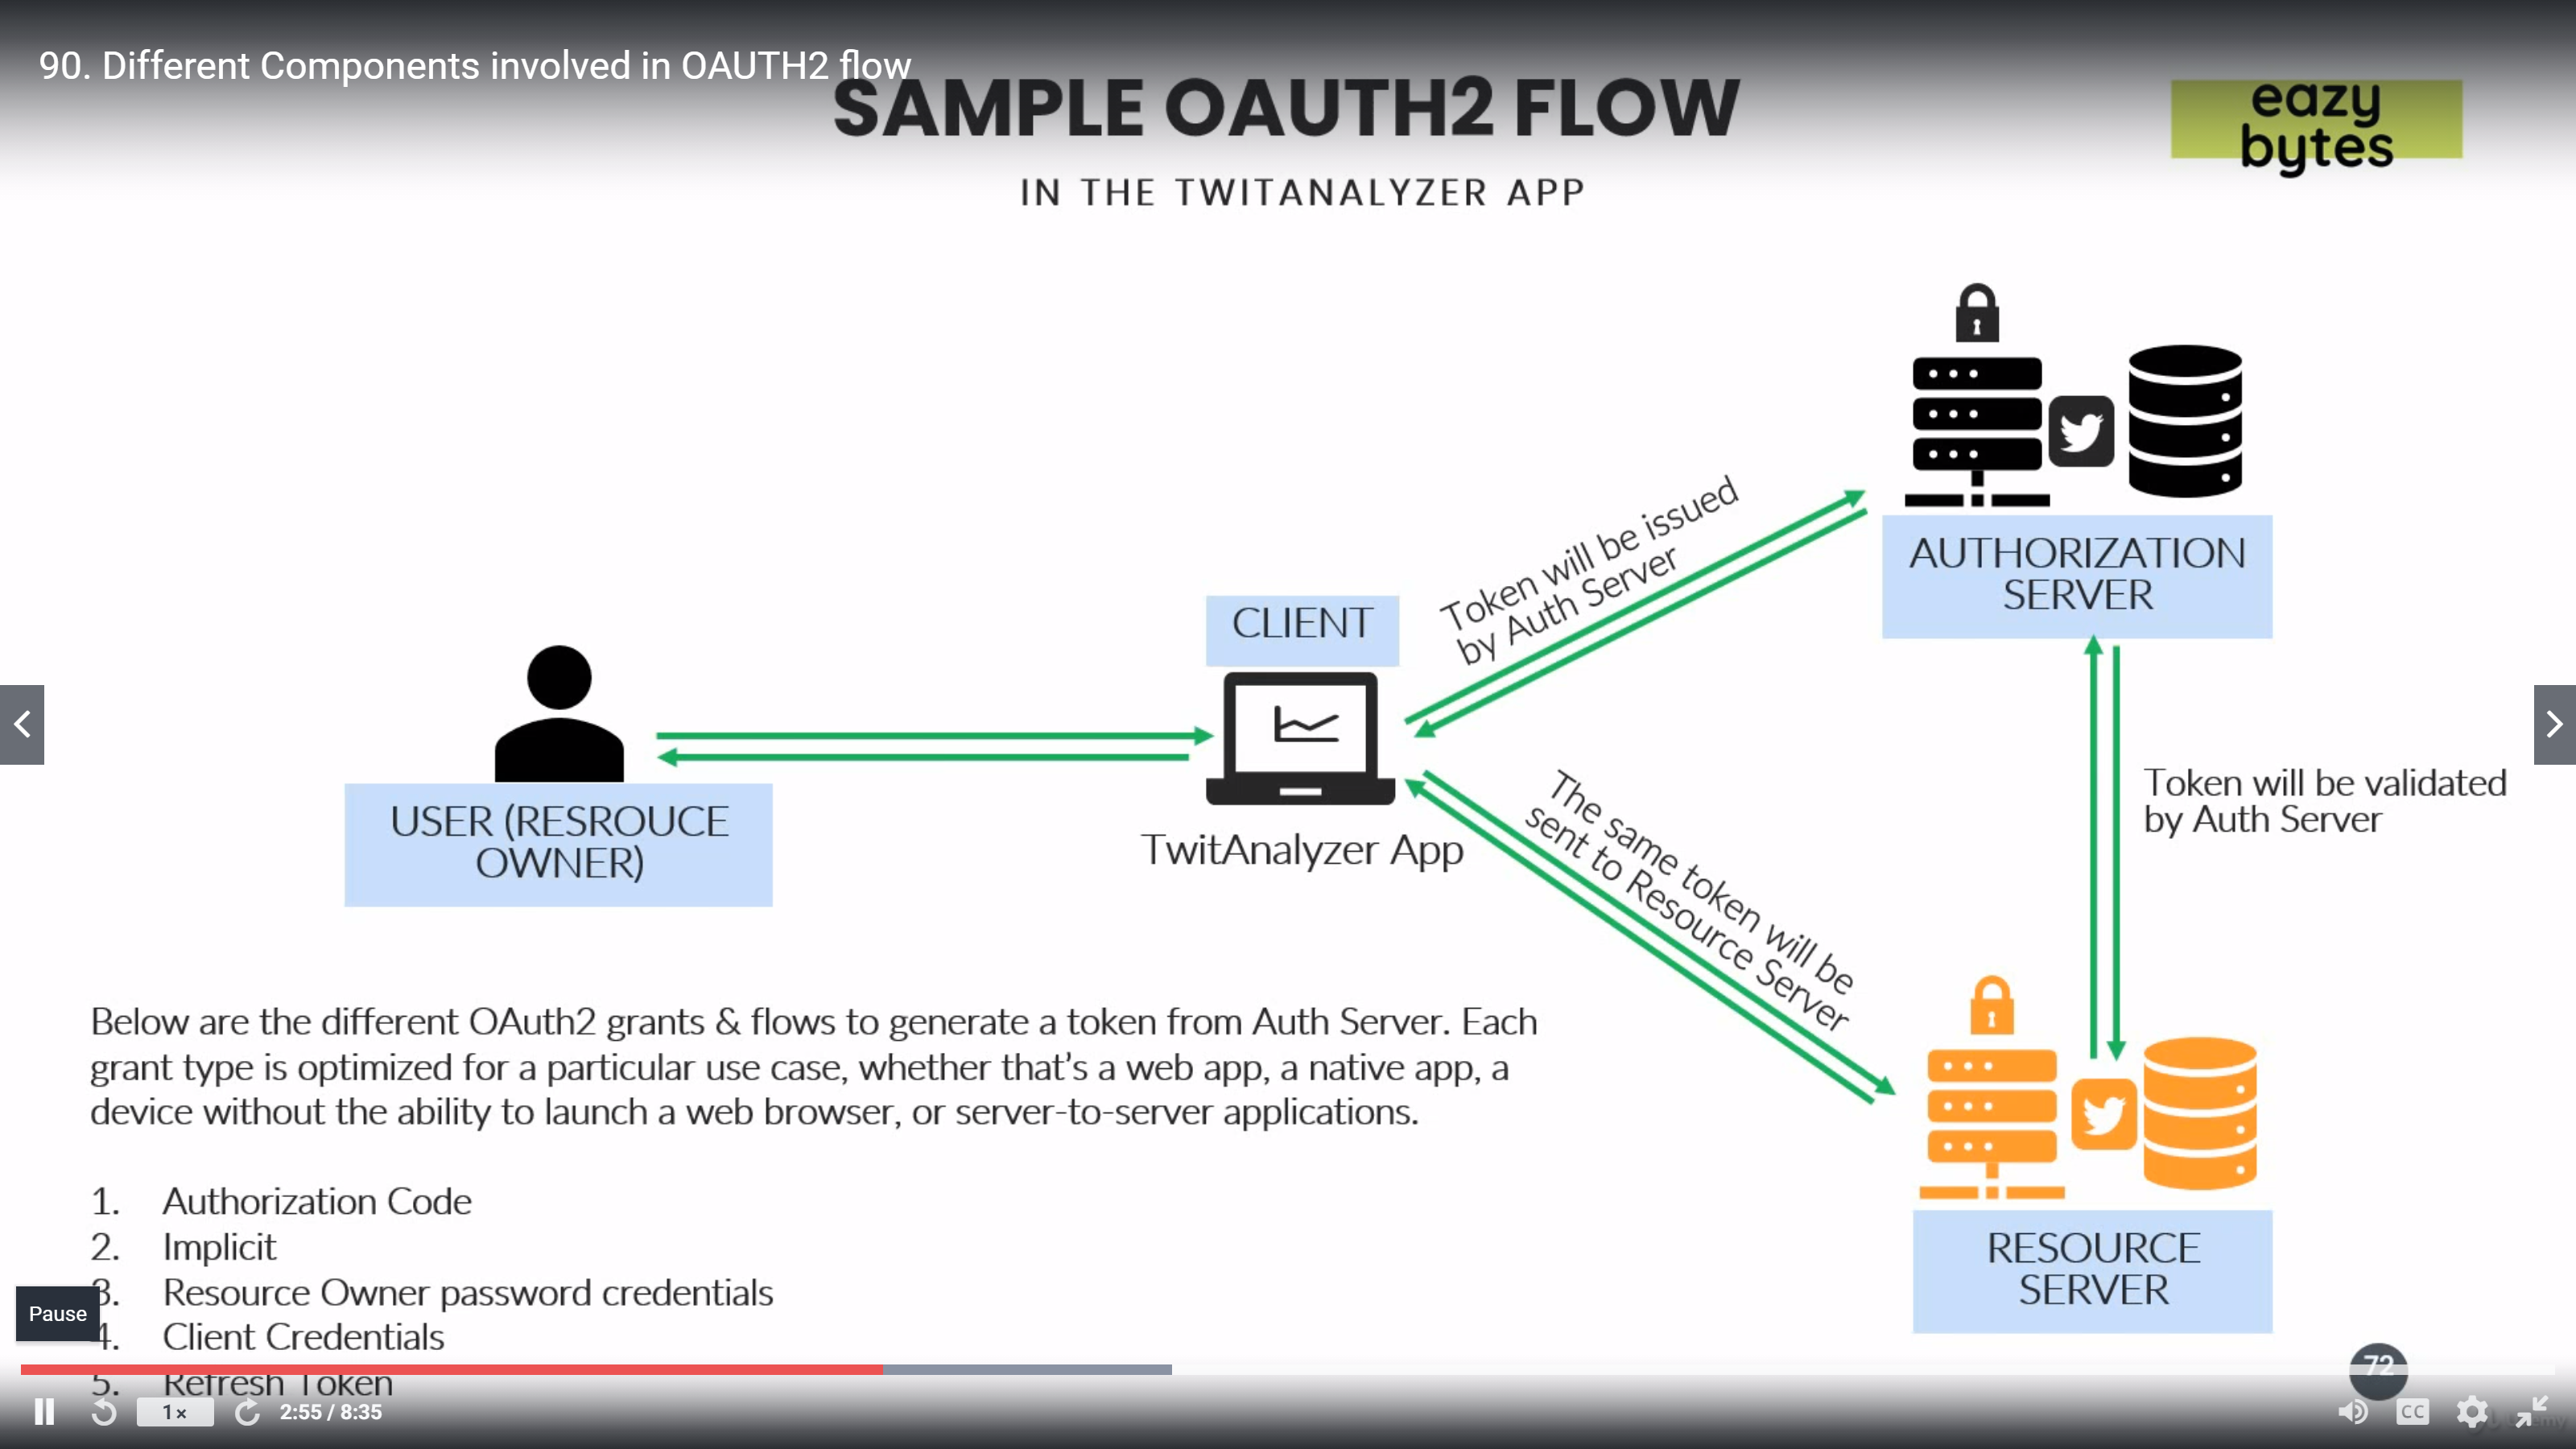 90. Different Components involved in OAUTH2 flow
SAMPLE OAUTH2 FLOW
IN THE TWITANALYZER APP
eazy
bytes
AUTHORIZATION
SERVER
Token will be issued
by Auth Server
CLIENT
TwitAnalyzer App
USER (RESROUCE
OWNER)
Token will be validated
by Auth Server
The same token will be
sent to Resource Server
RESOURCE
SERVER
Below are the different OAuth2 grants & flows to generate a token from Auth Server. Each
grant type is optimized for a particular use case, whether that's a web app, a native app, a
device without the ability to launch a web browser, or server-to-server applications.
1. Authorization Code
2. Implicit
3. Resource Owner password credentials
4. Client Credentials
5. Refresh Token
Pause
72
1x
2:55 / 8:35
CC